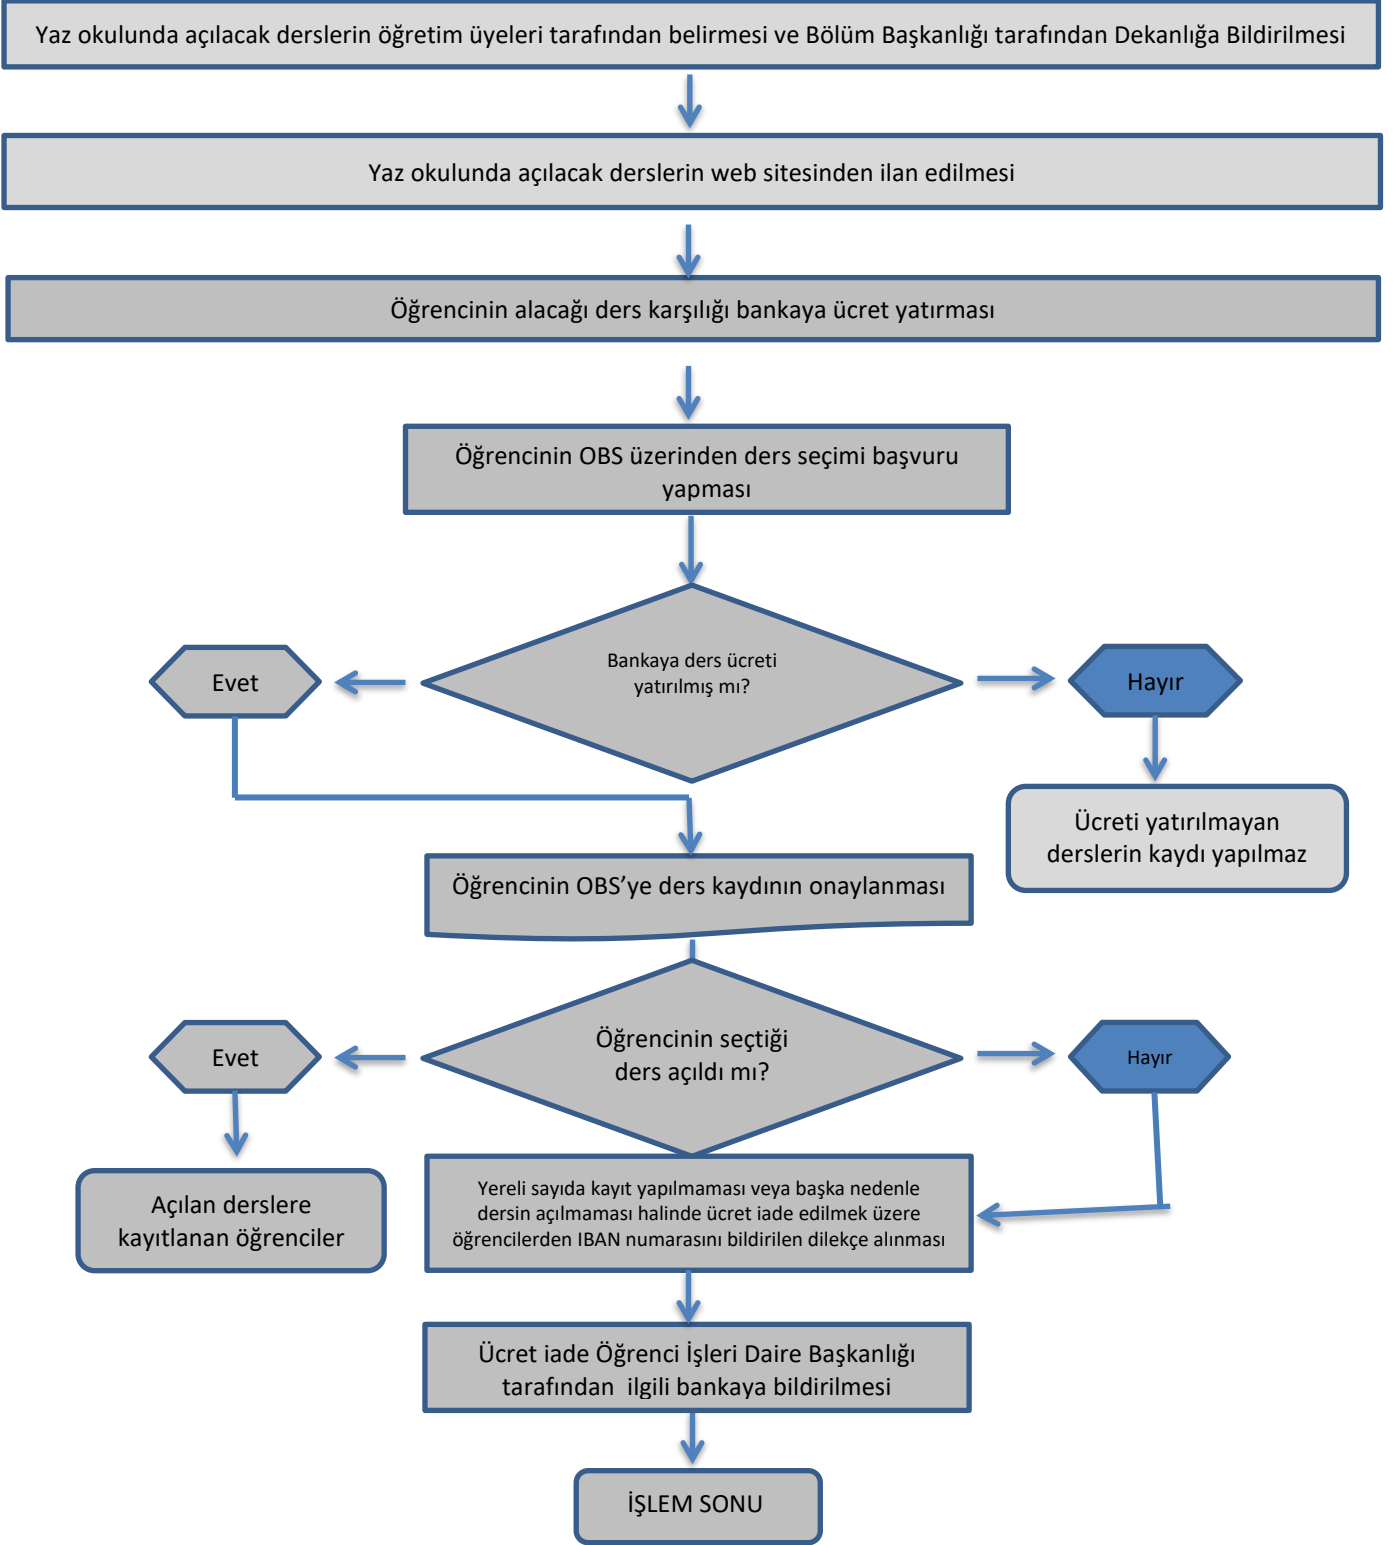 Yaz okulunda açılacak derslerin öğretim üyeleri tarafından belirmesi ve Bölüm Başkanlığı tarafından Dekanlığa Bildirilmesi
Yaz okulunda açılacak derslerin web sitesinden ilan edilmesi
Öğrencinin alacağı ders karşılığı bankaya ücret yatırması
Öğrencinin OBS üzerinden ders seçimi başvuru
yapması
Bankaya ders ücreti
yatırılmış mı?
Evet
Hayır
Ücreti yatırılmayan
derslerin kaydı yapılmaz
Öğrencinin OBS’ye ders kaydının onaylanması
Öğrencinin seçtiği
ders açıldı mı?
Evet
Hayır
Açılan derslere
kayıtlanan öğrenciler
Yereli sayıda kayıt yapılmaması veya başka nedenle
dersin açılmaması halinde ücret iade edilmek üzere
öğrencilerden IBAN numarasını bildirilen dilekçe alınması
Ücret iade Öğrenci İşleri Daire Başkanlığı
tarafından  ilgili bankaya bildirilmesi
İŞLEM SONU